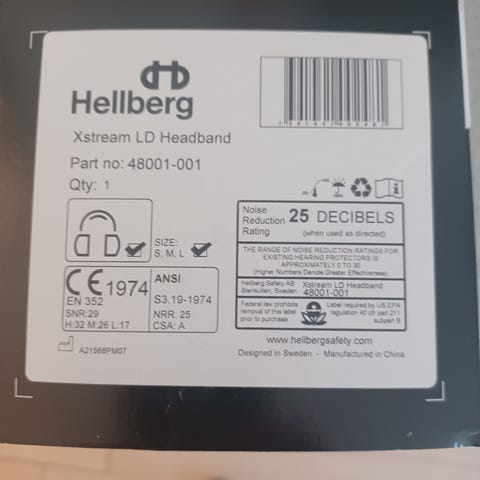 Hellberg
Xstream LD Headband
Part no: 48001-001
Qty: 1
SIZE:
S, M, L
CE 1974
EN 352
SNR:29
H:32 M:26 L:17
ANSI
S3.19-1974
NRR: 25
CSA: A
A21568PM07
Noise
Reduction
Rating
25 DECIBELS
(when used as directed)
THE RANGE OF NOISE REDUCTION RATINGS FOR
EXISTING HEARING PROTECTORS IS
APPROXIMATELY 0 TO 30
(Higher Numbers Denote Greater Effectiveness)
Hellberg Safety AB
Stenkullen, Sweden
Xstream LD Headband
48001-001
Federal law prohibits
removal of this label
prior to purchase
Label required by US EPA
regulation 40 cfr part 211
subpart B
www.hellbergsafety.com
Designed in Sweden - Manufactured in China